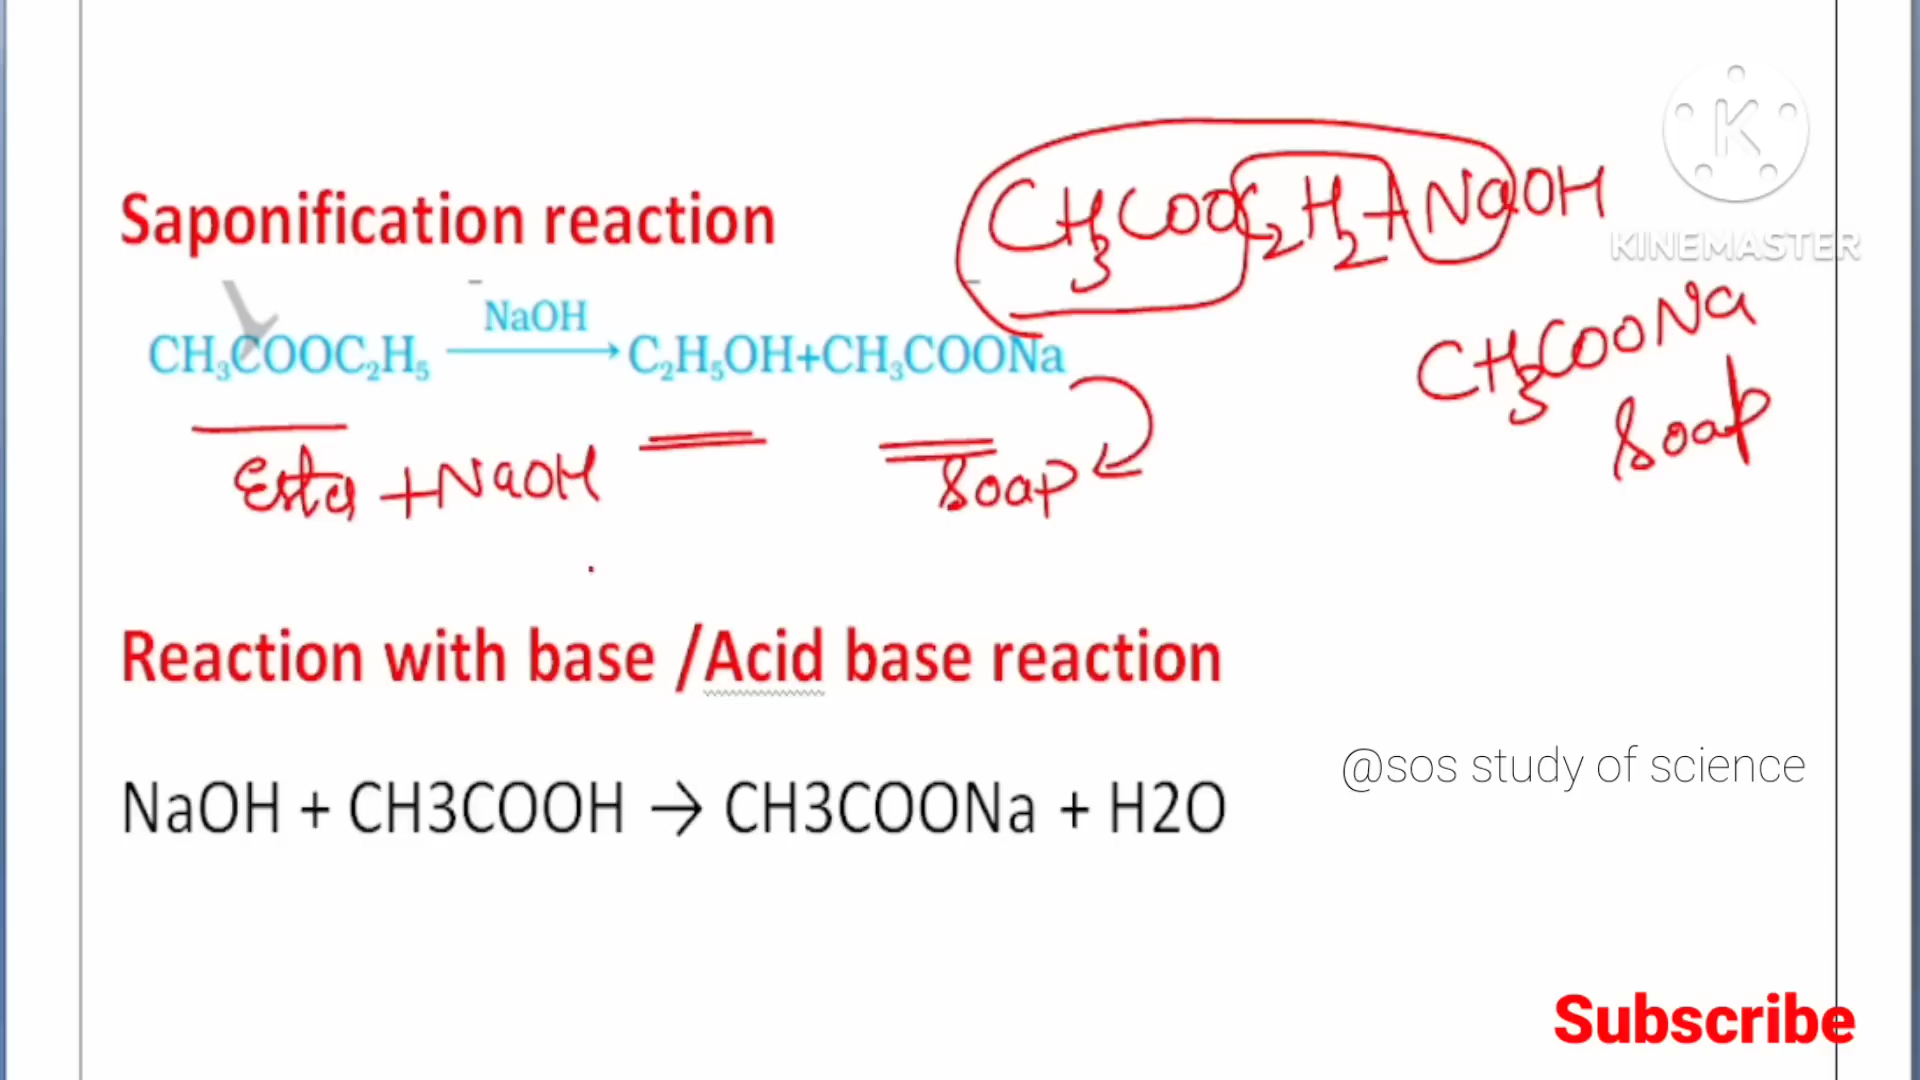 CH₃COOC₂H₂+NaOH
KINEMASTER
Saponification reaction
CH₃COONa
Soap
NaOH
CH₃COOC₂H₅ → C₂H₅OH+CH₃COONa
Ester +NaOH
Soap
Reaction with base /Acid base reaction
@sos study of science
NaOH + CH3COOH → CH3COONa + H2O
Subscribe